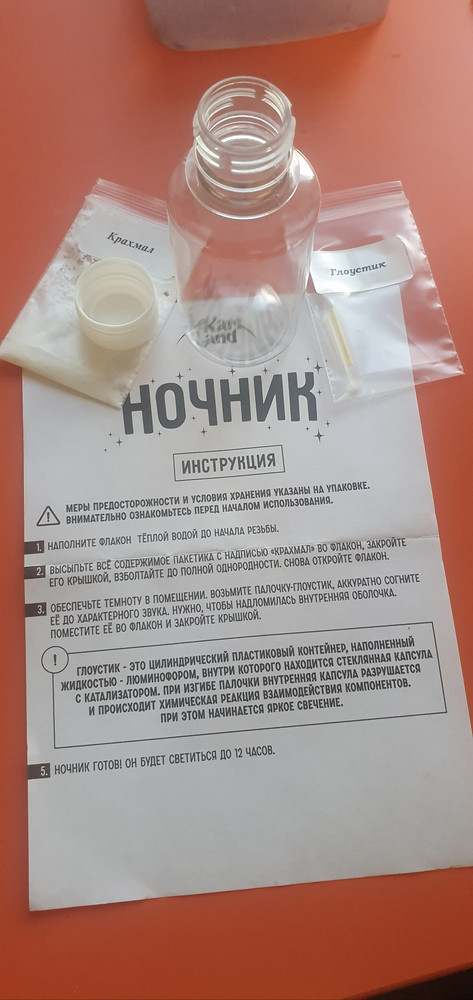 Крахмал
Глоустик
Kari
Land
НОЧНИК
ИНСТРУКЦИЯ
! МЕРЫ ПРЕДОСТОРОЖНОСТИ И УСЛОВИЯ ХРАНЕНИЯ УКАЗАНЫ НА УПАКОВКЕ.
ВНИМАТЕЛЬНО ОЗНАКОМЬТЕСЬ ПЕРЕД НАЧАЛОМ ИСПОЛЬЗОВАНИЯ.
1. НАПОЛНИТЕ ФЛАКОН ТЁПЛОЙ ВОДОЙ ДО НАЧАЛА РЕЗЬБЫ.
2. ВЫСЫПЬТЕ ВСЁ СОДЕРЖИМОЕ ПАКЕТИКА С НАДПИСЬЮ «КРАХМАЛ» ВО ФЛАКОН, ЗАКРОЙТЕ
ЕГО КРЫШКОЙ, ВЗБОЛТАЙТЕ ДО ПОЛНОЙ ОДНОРОДНОСТИ. СНОВА ОТКРОЙТЕ ФЛАКОН.
3. ОБЕСПЕЧЬТЕ ТЕМНОТУ В ПОМЕЩЕНИИ. ВОЗЬМИТЕ ПАЛОЧКУ-ГЛОУСТИК, АККУРАТНО СОГНИТЕ
ЕЁ ДО ХАРАКТЕРНОГО ЗВУКА. НУЖНО, ЧТОБЫ НАДЛОМИЛАСЬ ВНУТРЕННЯЯ ОБОЛОЧКА.
ПОМЕСТИТЕ ЕЁ ВО ФЛАКОН И ЗАКРОЙТЕ КРЫШКОЙ.
! ГЛОУСТИК - ЭТО ЦИЛИНДРИЧЕСКИЙ ПЛАСТИКОВЫЙ КОНТЕЙНЕР, НАПОЛНЕННЫЙ
ЖИДКОСТЬЮ - ЛЮМИНОФОРОМ, ВНУТРИ КОТОРОГО НАХОДИТСЯ СТЕКЛЯННАЯ КАПСУЛА
С КАТАЛИЗАТОРОМ. ПРИ ИЗГИБЕ ПАЛОЧКИ ВНУТРЕННЯЯ КАПСУЛА РАЗРУШАЕТСЯ
И ПРОИСХОДИТ ХИМИЧЕСКАЯ РЕАКЦИЯ ВЗАИМОДЕЙСТВИЯ КОМПОНЕНТОВ.
ПРИ ЭТОМ НАЧИНАЕТСЯ ЯРКОЕ СВЕЧЕНИЕ.
5. НОЧНИК ГОТОВ! ОН БУДЕТ СВЕТИТЬСЯ ДО 12 ЧАСОВ.